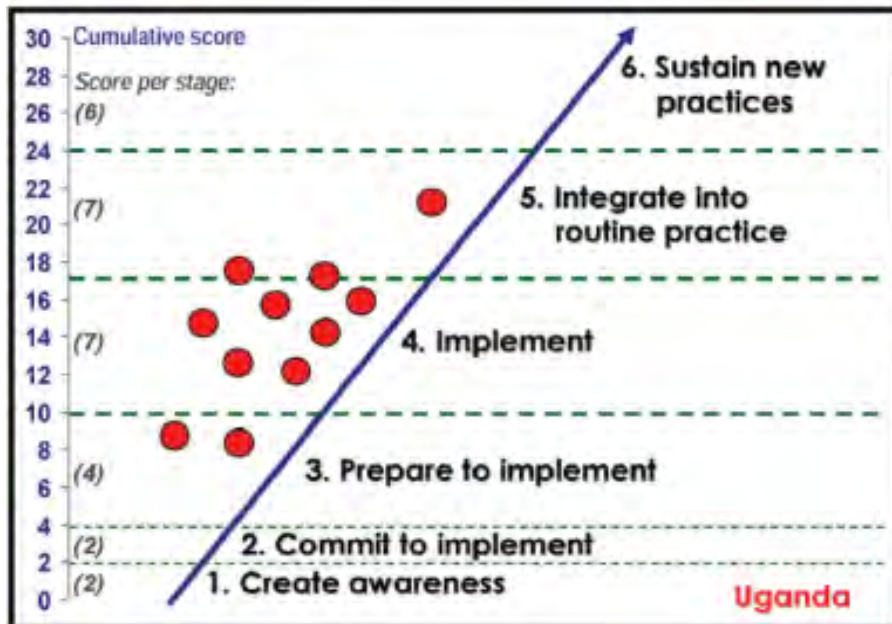 Cumulative score
Score per stage:
30
28
26
24
22
20
18
16
14
12
10
8
6
4
2
0
(6)
(7)
(7)
(4)
(2)
(2)
6. Sustain new
practices
5. Integrate into
routine practice
4. Implement
3. Prepare to implement
2. Commit to implement
1. Create awareness
Uganda